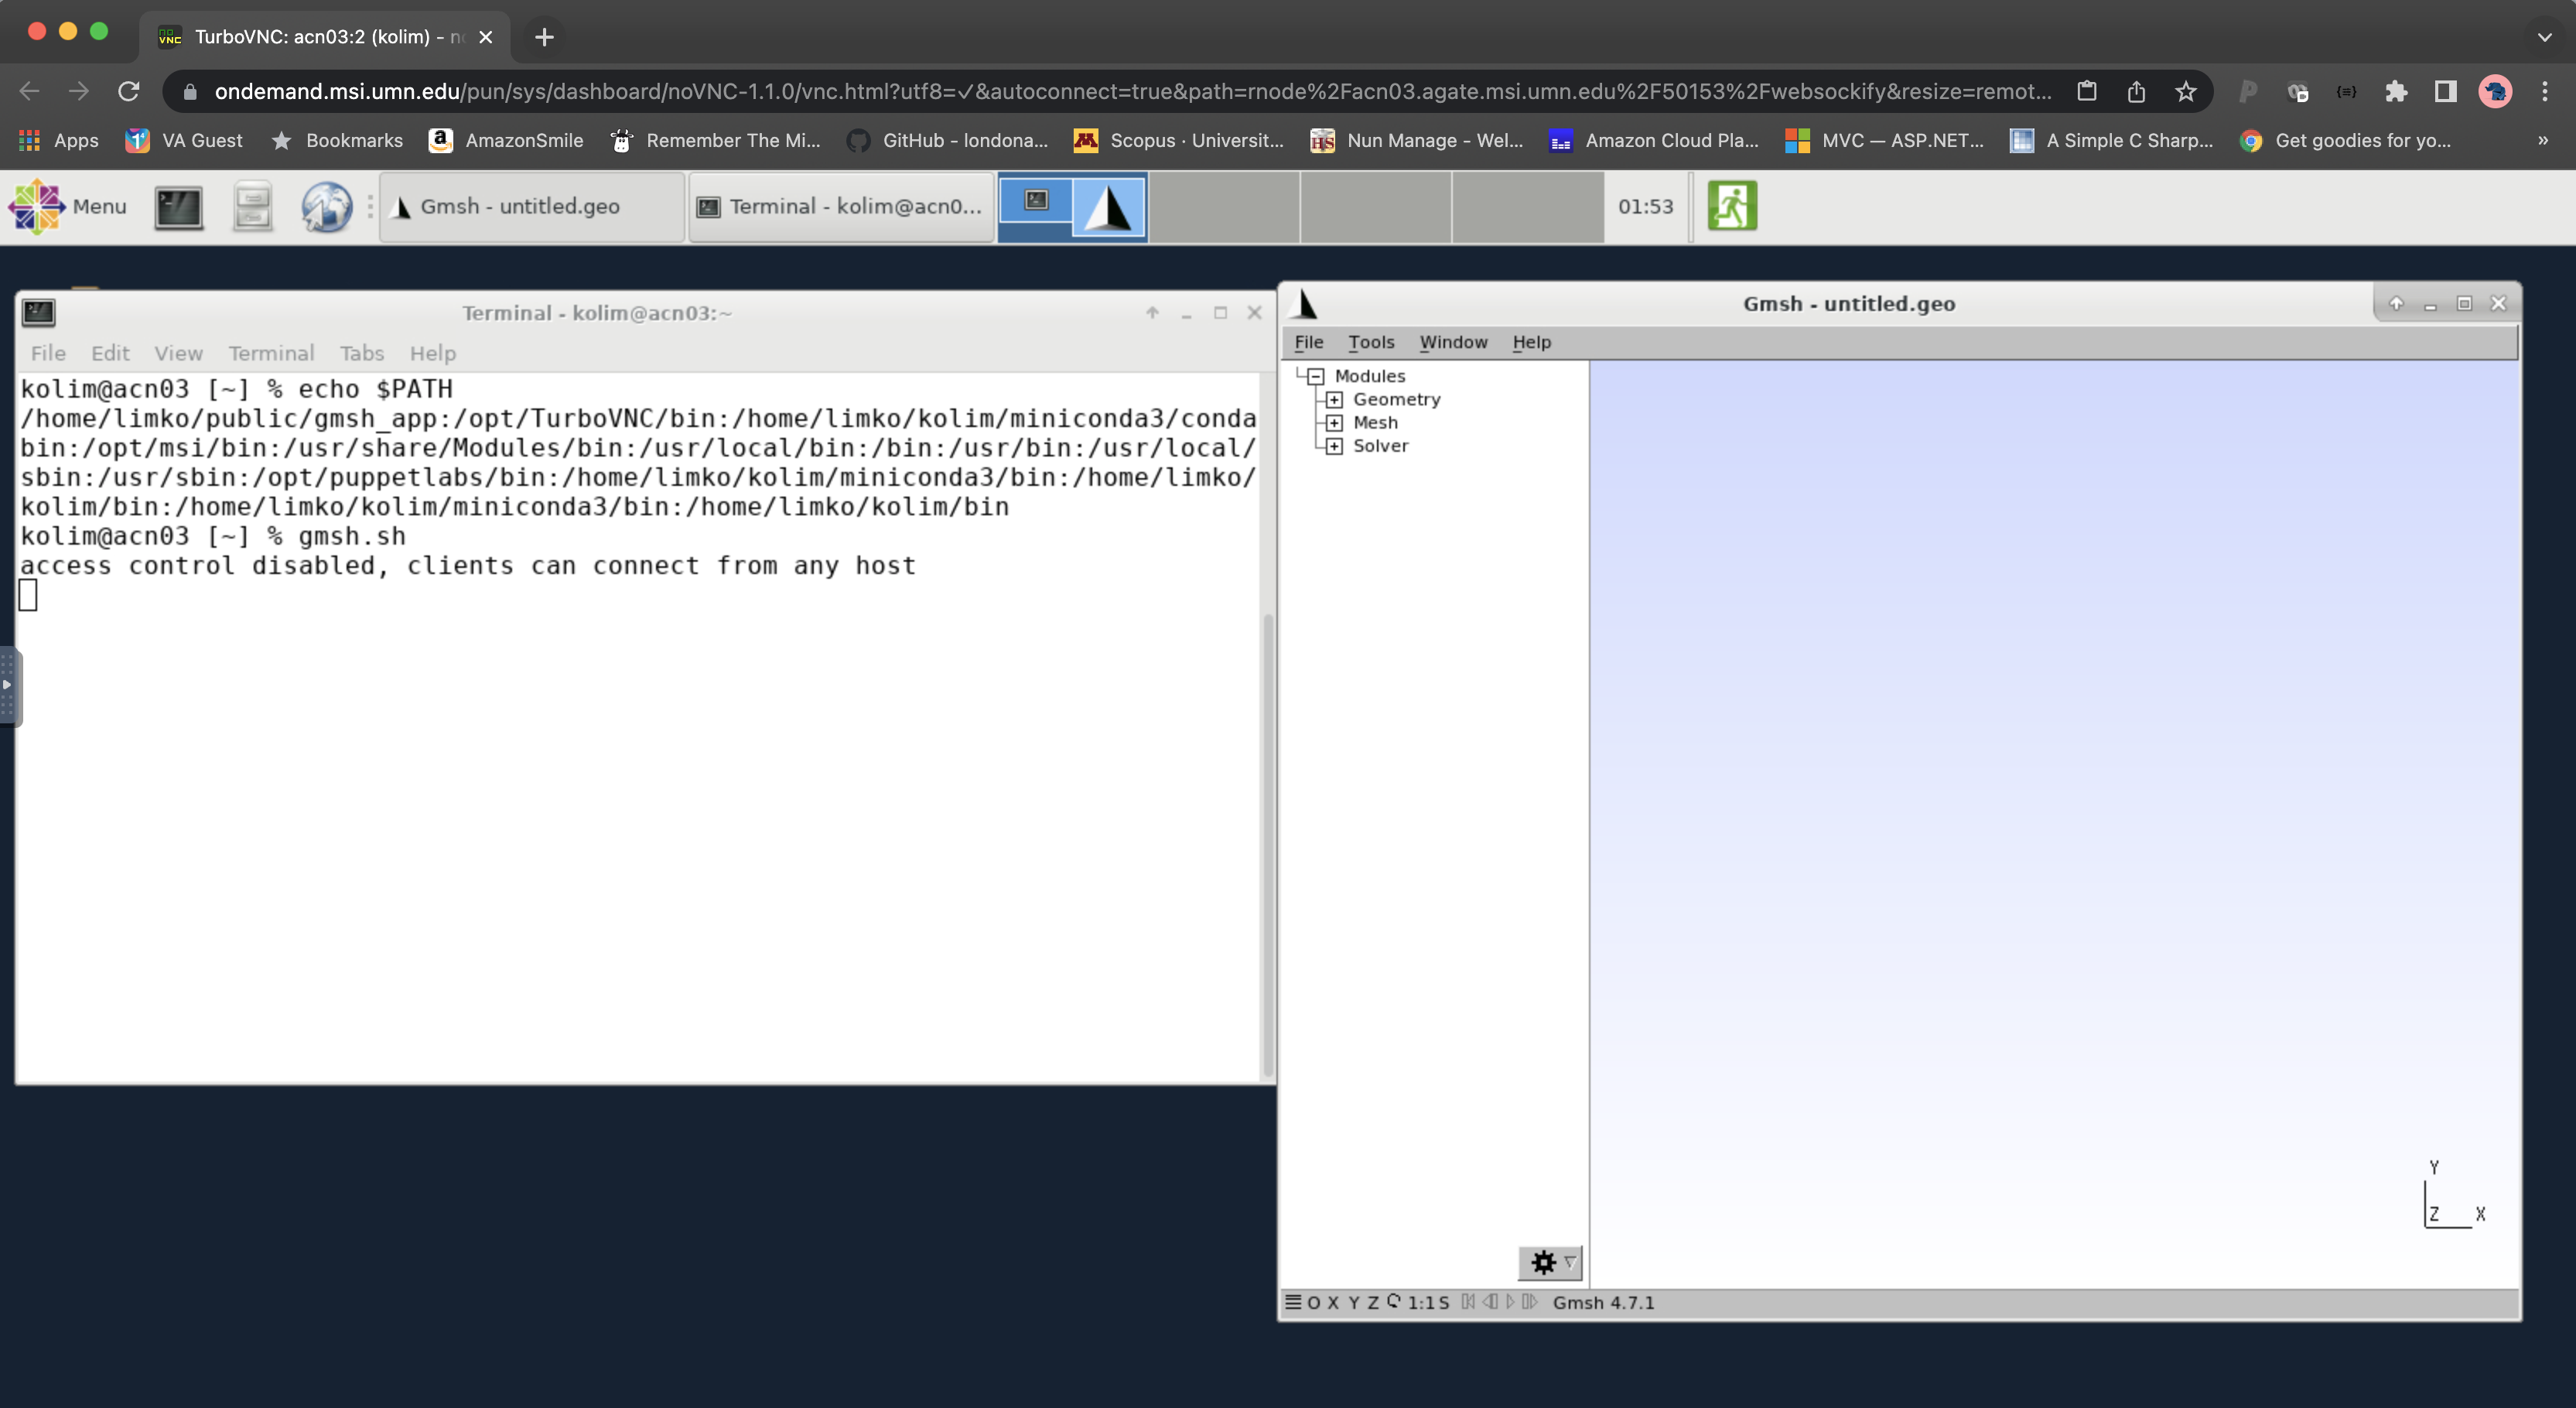 TurboVNC: acn03:2 (kolim) - no
ondemand.msi.umn.edu/pun/sys/dashboard/noVNC-1.1.0/vnc.html?utf8=✓&autoconnect=true&path=rnode%2Facn03.agate.msi.umn.edu%2F50153%2Fwebsockify&resize=remot...
Apps VA Guest Bookmarks AmazonSmile Remember The Mi... GitHub - londona... Scopus · Universit... Nun Manage - Wel... Amazon Cloud Pla... MVC — ASP.NET... A Simple C Sharp... Get goodies for yo... »
Menu Gmsh - untitled.geo Terminal - kolim@acn0... 01:53
Terminal - kolim@acn03:~
File Edit View Terminal Tabs Help
kolim@acn03 [~] % echo $PATH
/home/limko/public/gmsh_app:/opt/TurboVNC/bin:/home/limko/kolim/miniconda3/conda
bin:/opt/msi/bin:/usr/share/Modules/bin:/usr/local/bin:/bin:/usr/bin:/usr/local/
sbin:/usr/sbin:/opt/puppetlabs/bin:/home/limko/kolim/miniconda3/bin:/home/limko/
kolim/bin:/home/limko/kolim/miniconda3/bin:/home/limko/kolim/bin
kolim@acn03 [~] % gmsh.sh
access control disabled, clients can connect from any host
Gmsh - untitled.geo
File Tools Window Help
Modules
Geometry
Mesh
Solver
Y
Z X
O X Y Z 1:1 S Gmsh 4.7.1